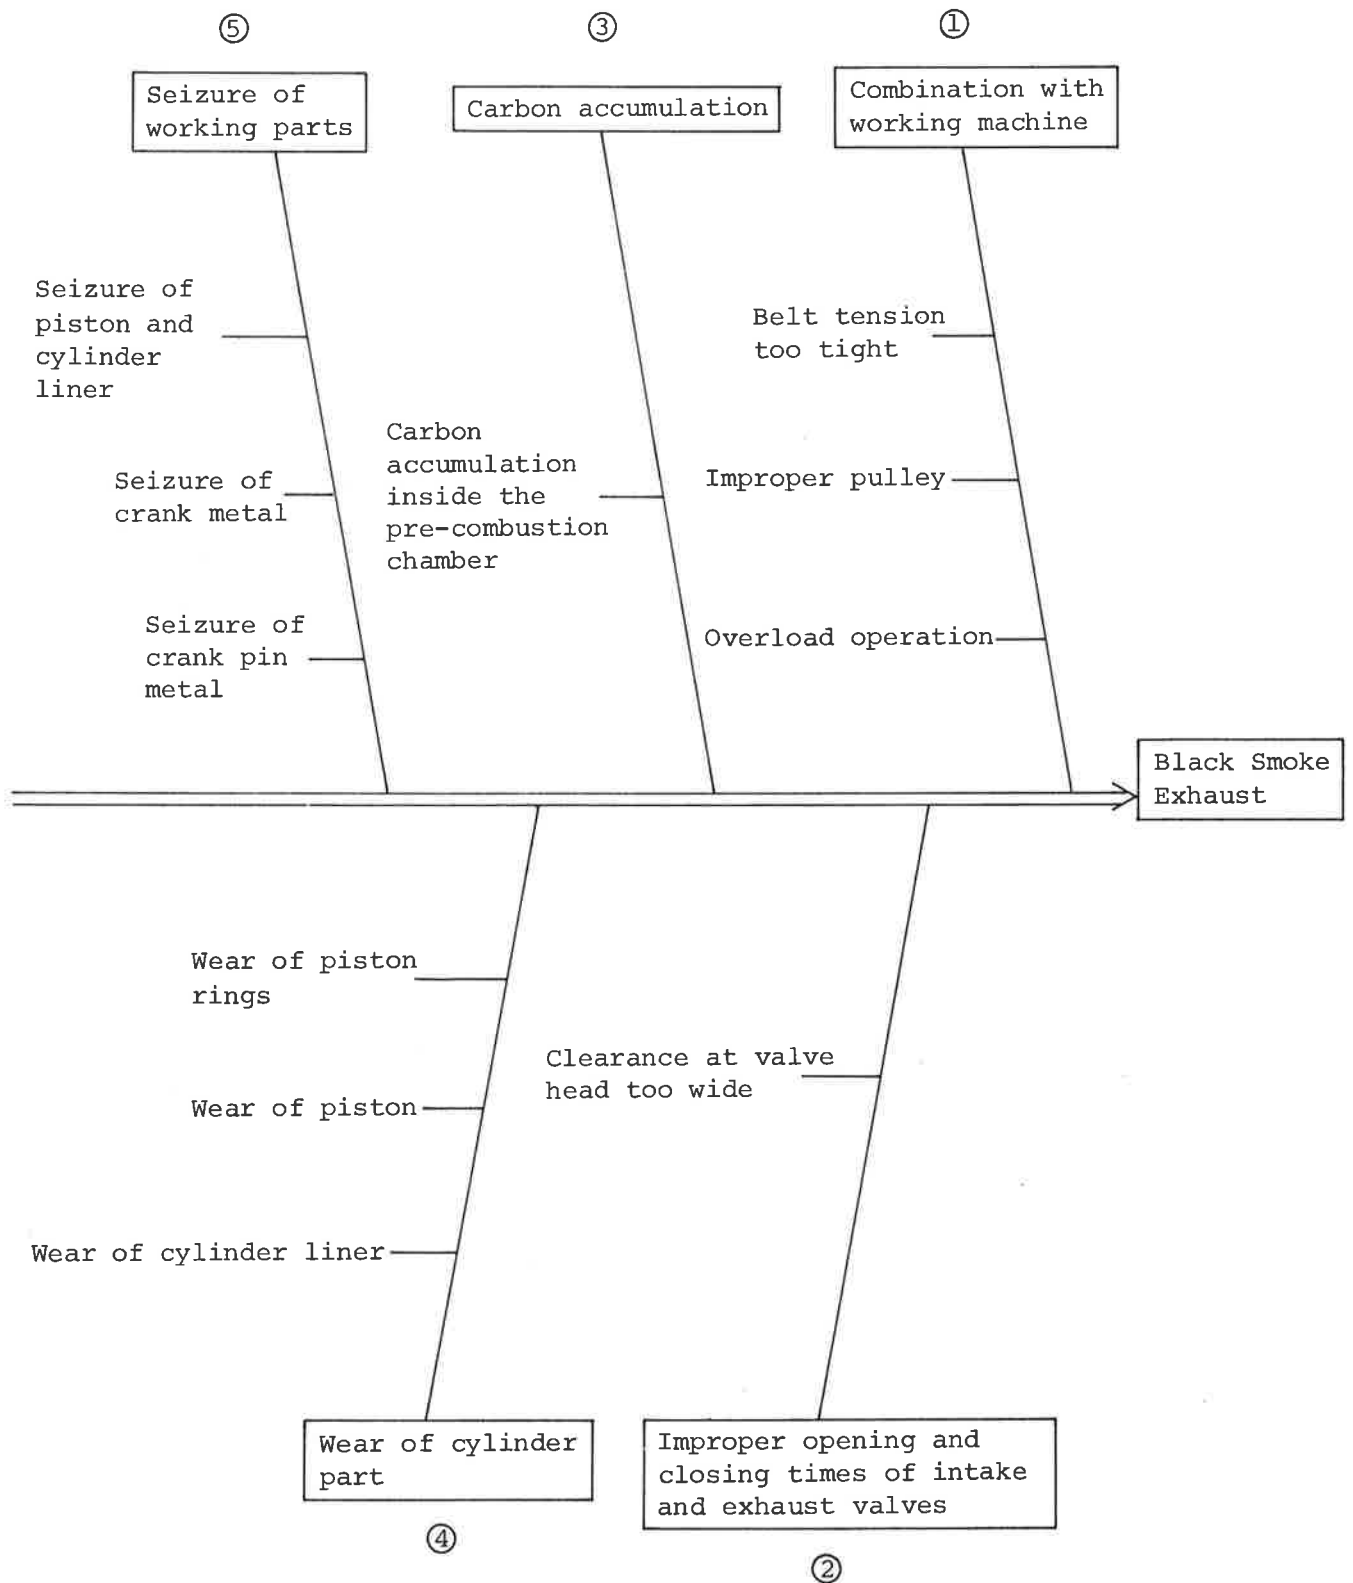 ⑤
③
①
Seizure of
working parts
Carbon accumulation
Combination with
working machine
Seizure of
piston and
cylinder
liner
Belt tension
too tight
Carbon
accumulation
inside the
pre-combustion
chamber
Seizure of
crank metal
Improper pulley
Seizure of
crank pin
metal
Overload operation
Black Smoke
Exhaust
Wear of piston
rings
Clearance at valve
head too wide
Wear of piston
Wear of cylinder liner
Wear of cylinder
part
Improper opening and
closing times of intake
and exhaust valves
④
②